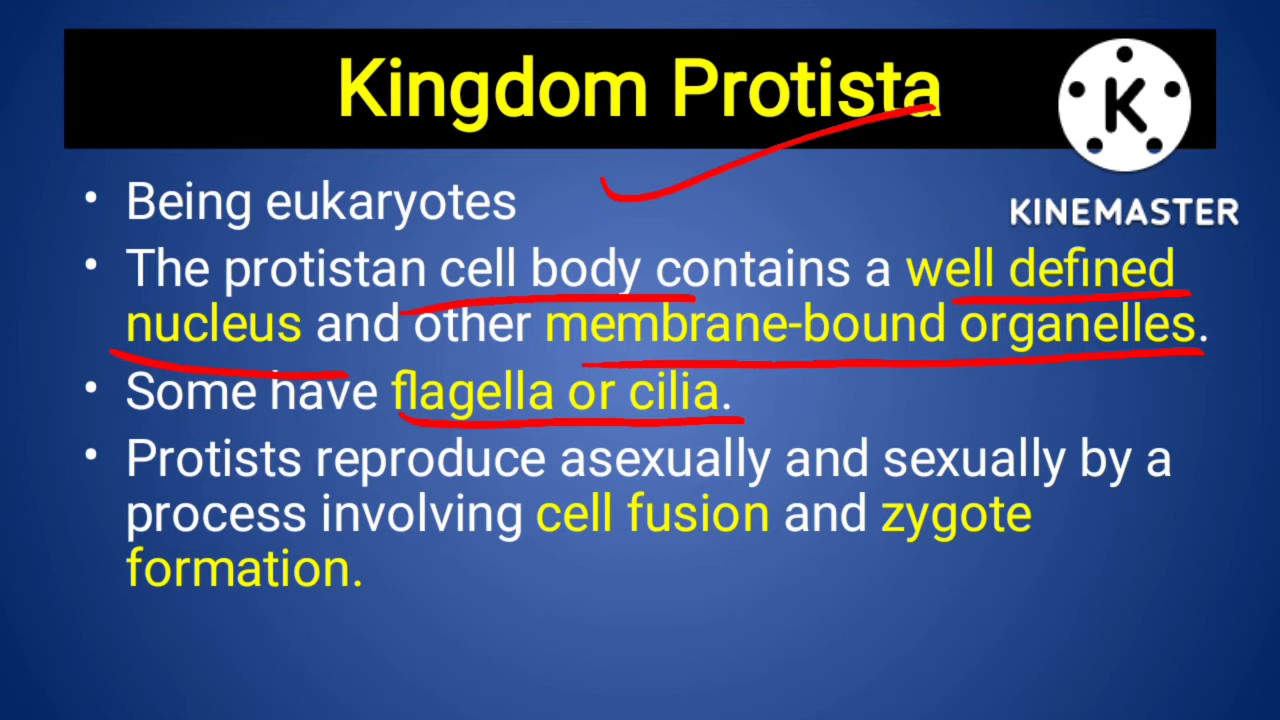 Kingdom Protista
K
KINEMASTER
• Being eukaryotes
• The protistan cell body contains a well defined
nucleus and other membrane-bound organelles.
• Some have flagella or cilia.
• Protists reproduce asexually and sexually by a
process involving cell fusion and zygote
formation.